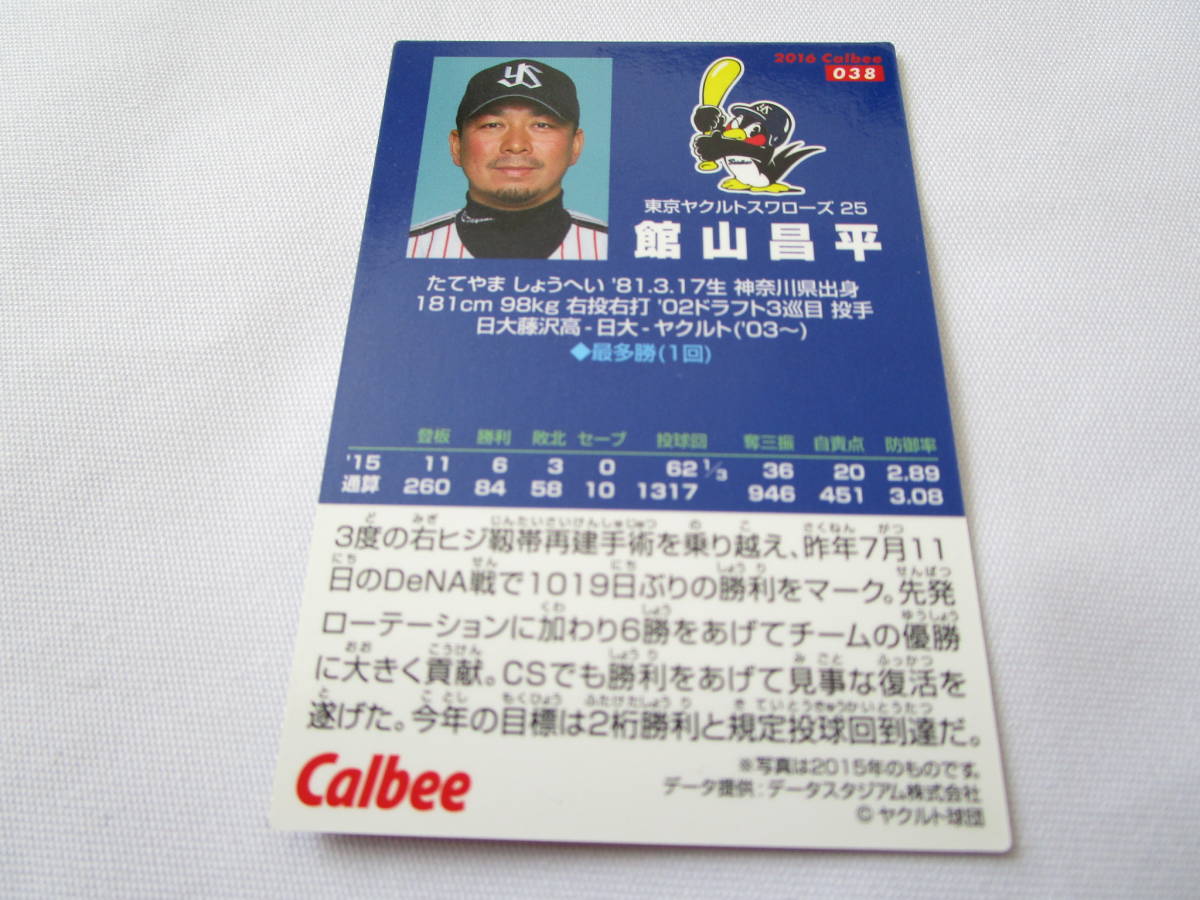 2016 Calbee
038
東京ヤクルトスワローズ 25
館山昌平
たてやま しょうへい '81.3.17生 神奈川県出身
181cm 98kg 右投右打 '02ドラフト3巡目 投手
日大藤沢高-日大-ヤクルト('03〜)
◆最多勝(1回)
登板 勝利 敗北 セーブ 投球回 奪三振 自責点 防御率
'15 11 6 3 0 62 1/3 36 20 2.89
通算 260 84 58 10 1317 946 451 3.08
3度の右ヒジ靱帯再建手術を乗り越え、昨年7月11
日のDeNA戦で1019日ぶりの勝利をマーク。先発
ローテーションに加わり6勝をあげてチームの優勝
に大きく貢献。CSでも勝利をあげて見事な復活を
遂げた。今年の目標は2桁勝利と規定投球回到達だ。
Calbee
※写真は2015年のものです。
データ提供:データスタジアム株式会社
©ヤクルト球団